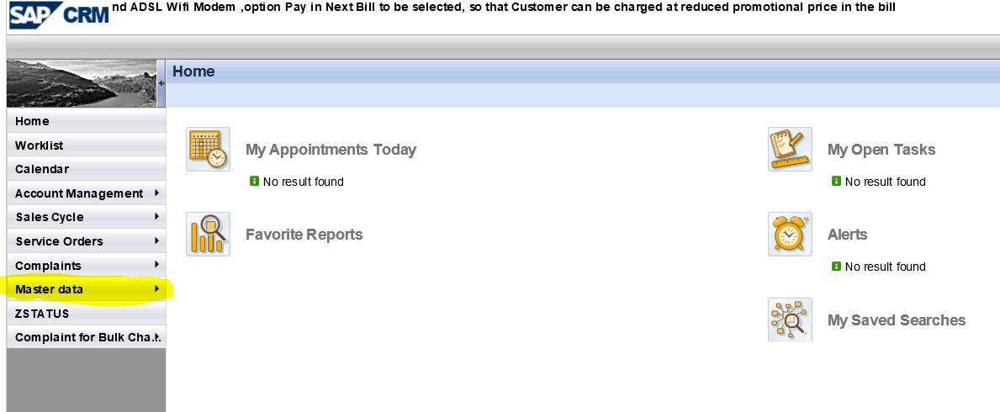 SAP CRM nd ADSL Wifi Modem ,option Pay in Next Bill to be selected, so that Customer can be charged at reduced promotional price in the bill
Home
Home
Worklist
Calendar
Account Management
Sales Cycle
Service Orders
Complaints
Master data
ZSTATUS
Complaint for Bulk Cha...
My Appointments Today
No result found
Favorite Reports
My Open Tasks
No result found
Alerts
No result found
My Saved Searches